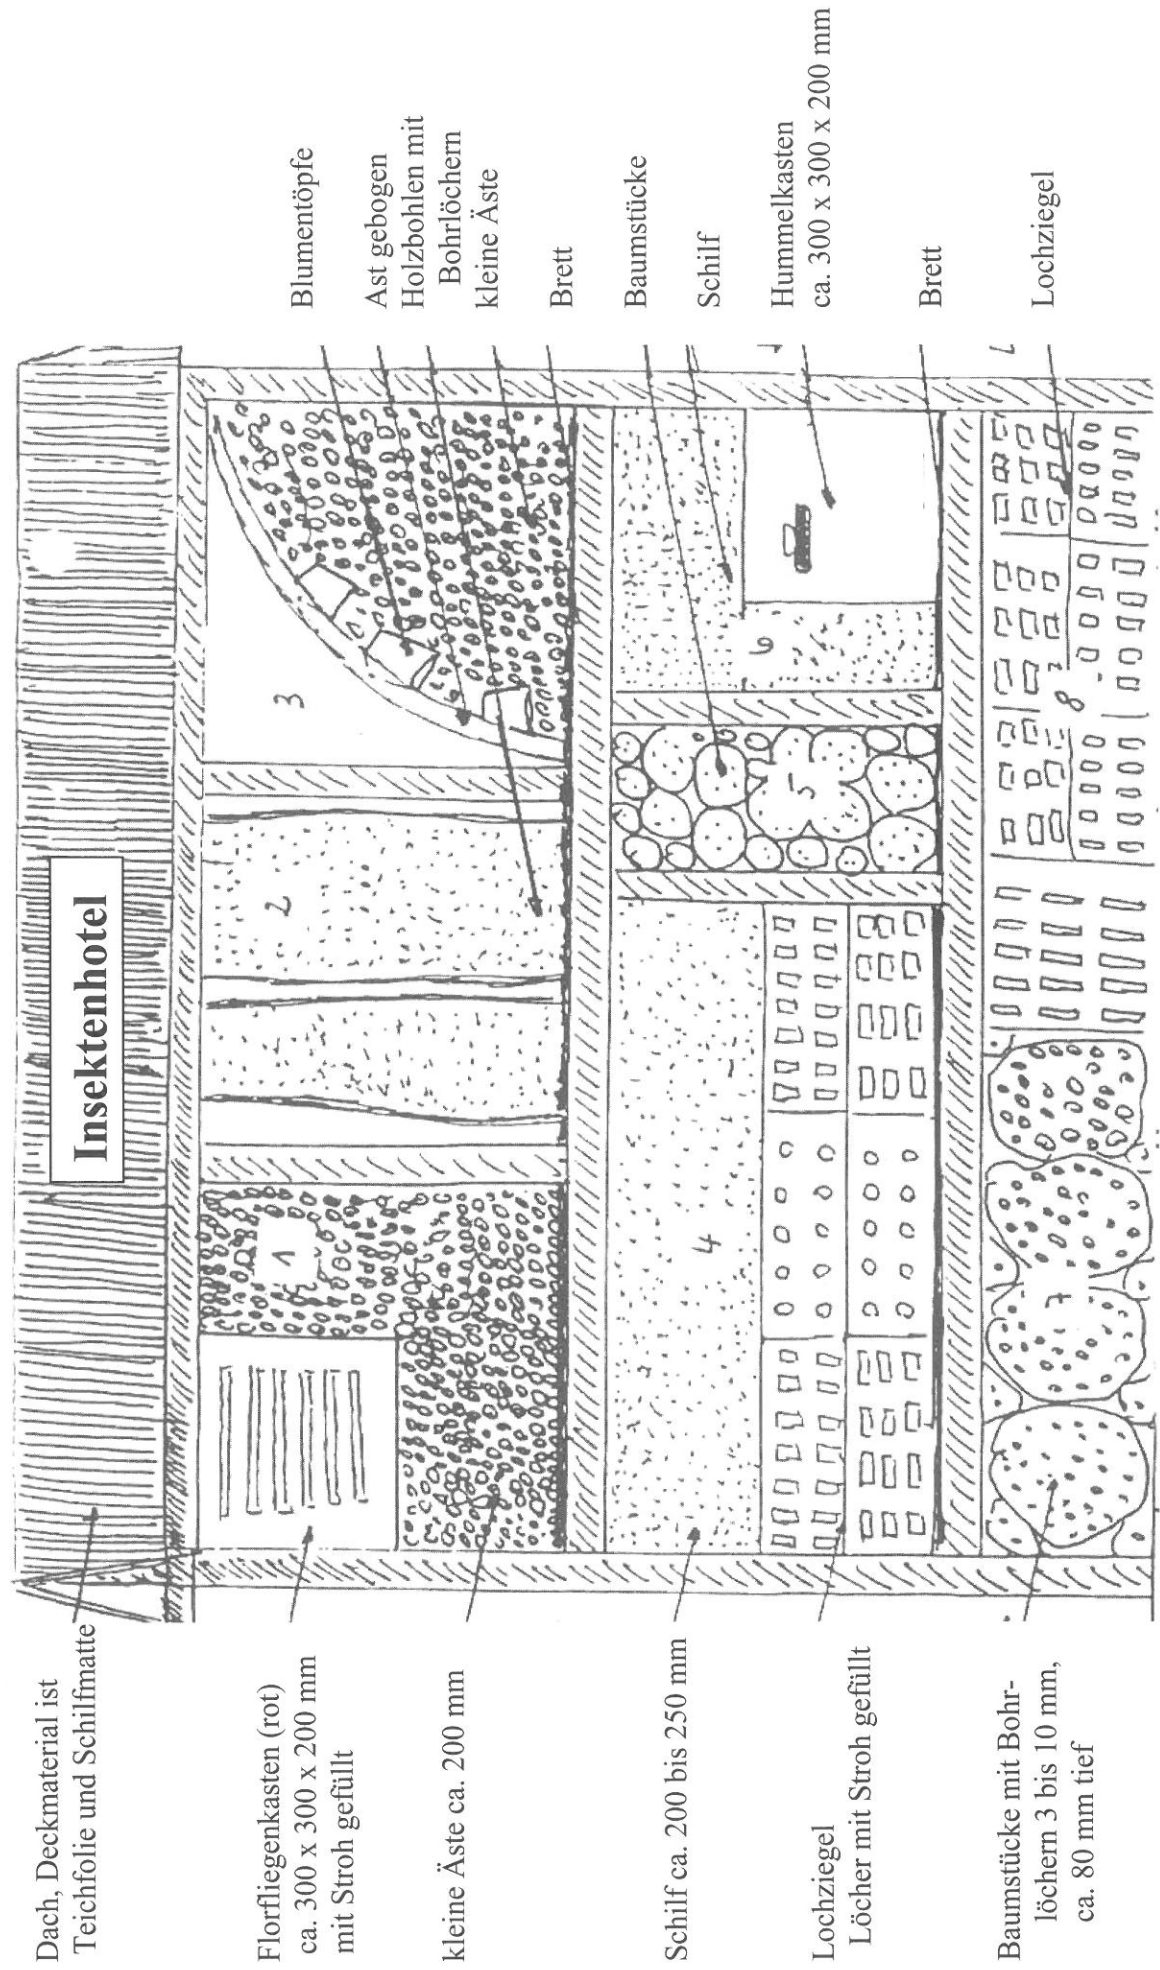 Insektenhotel
Dach, Deckmaterial ist
Teichfolie und Schilfmatte
Florfliegenkasten (rot)
ca. 300 x 300 x 200 mm
mit Stroh gefüllt
kleine Äste ca. 200 mm
Schilf ca. 200 bis 250 mm
Lochziegel
Löcher mit Stroh gefüllt
Baumstücke mit Bohr-
löchern 3 bis 10 mm,
ca. 80 mm tief
1
2
3
4
5
6
7
8
Blumentöpfe
Ast gebogen
Holzbohlen mit
Bohrlöchern
kleine Äste
Brett
Baumstücke
Schilf
Hummelkasten
ca. 300 x 300 x 200 mm
Brett
Lochziegel